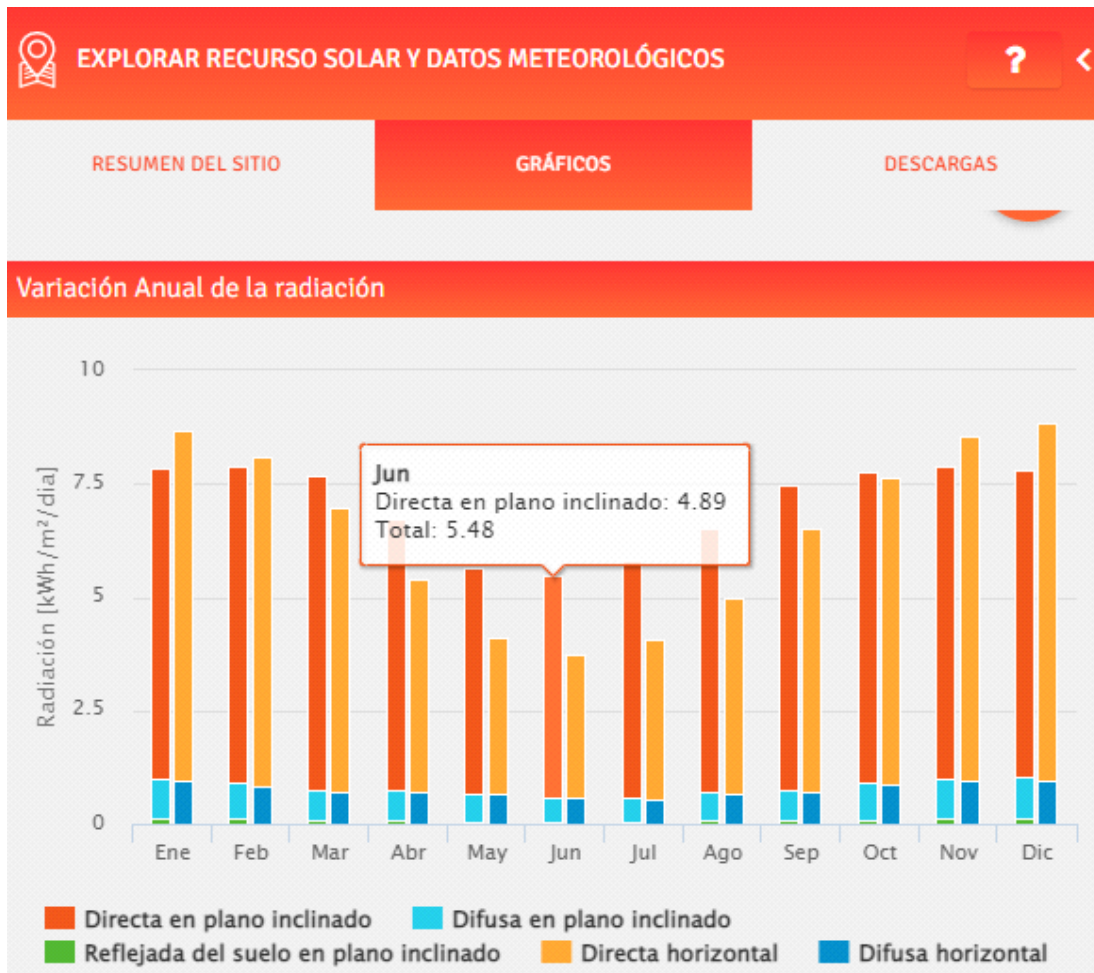 EXPLORAR RECURSO SOLAR Y DATOS METEOROLÓGICOS
?
RESUMEN DEL SITIO
GRÁFICOS
DESCARGAS
Variación Anual de la radiación
Radiación [kWh/m²/dia]
10
7.5
5
2.5
0
Jun
Directa en plano inclinado: 4.89
Total: 5.48
Ene Feb Mar Abr May Jun Jul Ago Sep Oct Nov Dic
Directa en plano inclinado Difusa en plano inclinado
Reflejada del suelo en plano inclinado Directa horizontal Difusa horizontal